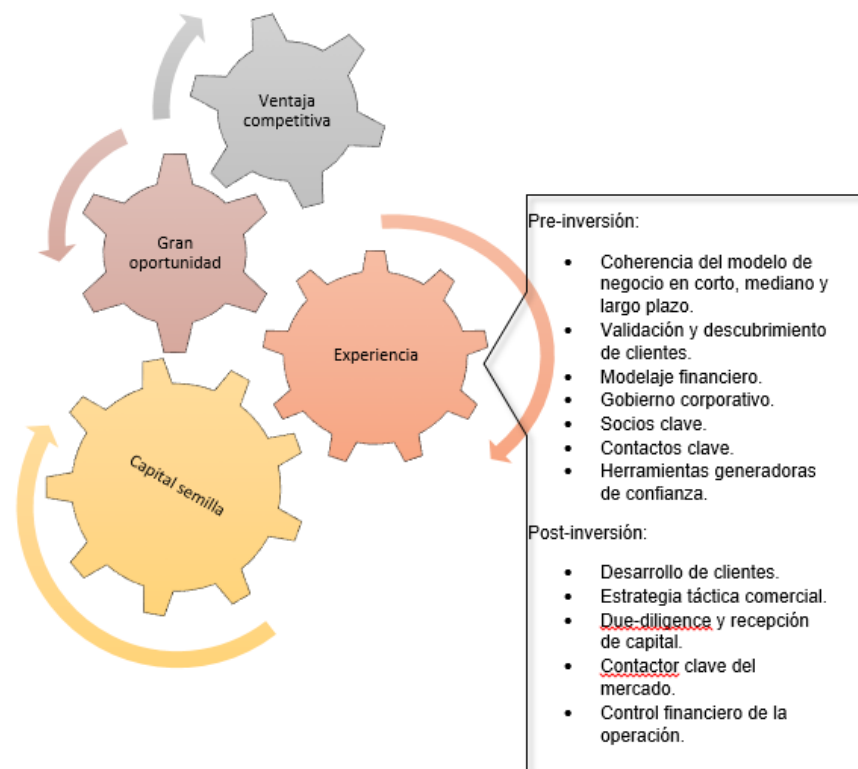 Ventaja
competitiva
Gran
oportunidad
Experiencia
Capital semilla
Pre-inversión:
• Coherencia del modelo de
negocio en corto, mediano y
largo plazo.
• Validación y descubrimiento
de clientes.
• Modelaje financiero.
• Gobierno corporativo.
• Socios clave.
• Contactos clave.
• Herramientas generadoras
de confianza.
Post-inversión:
• Desarrollo de clientes.
• Estrategia táctica comercial.
• Due-diligence y recepción
de capital.
• Contactor clave del
mercado.
• Control financiero de la
operación.